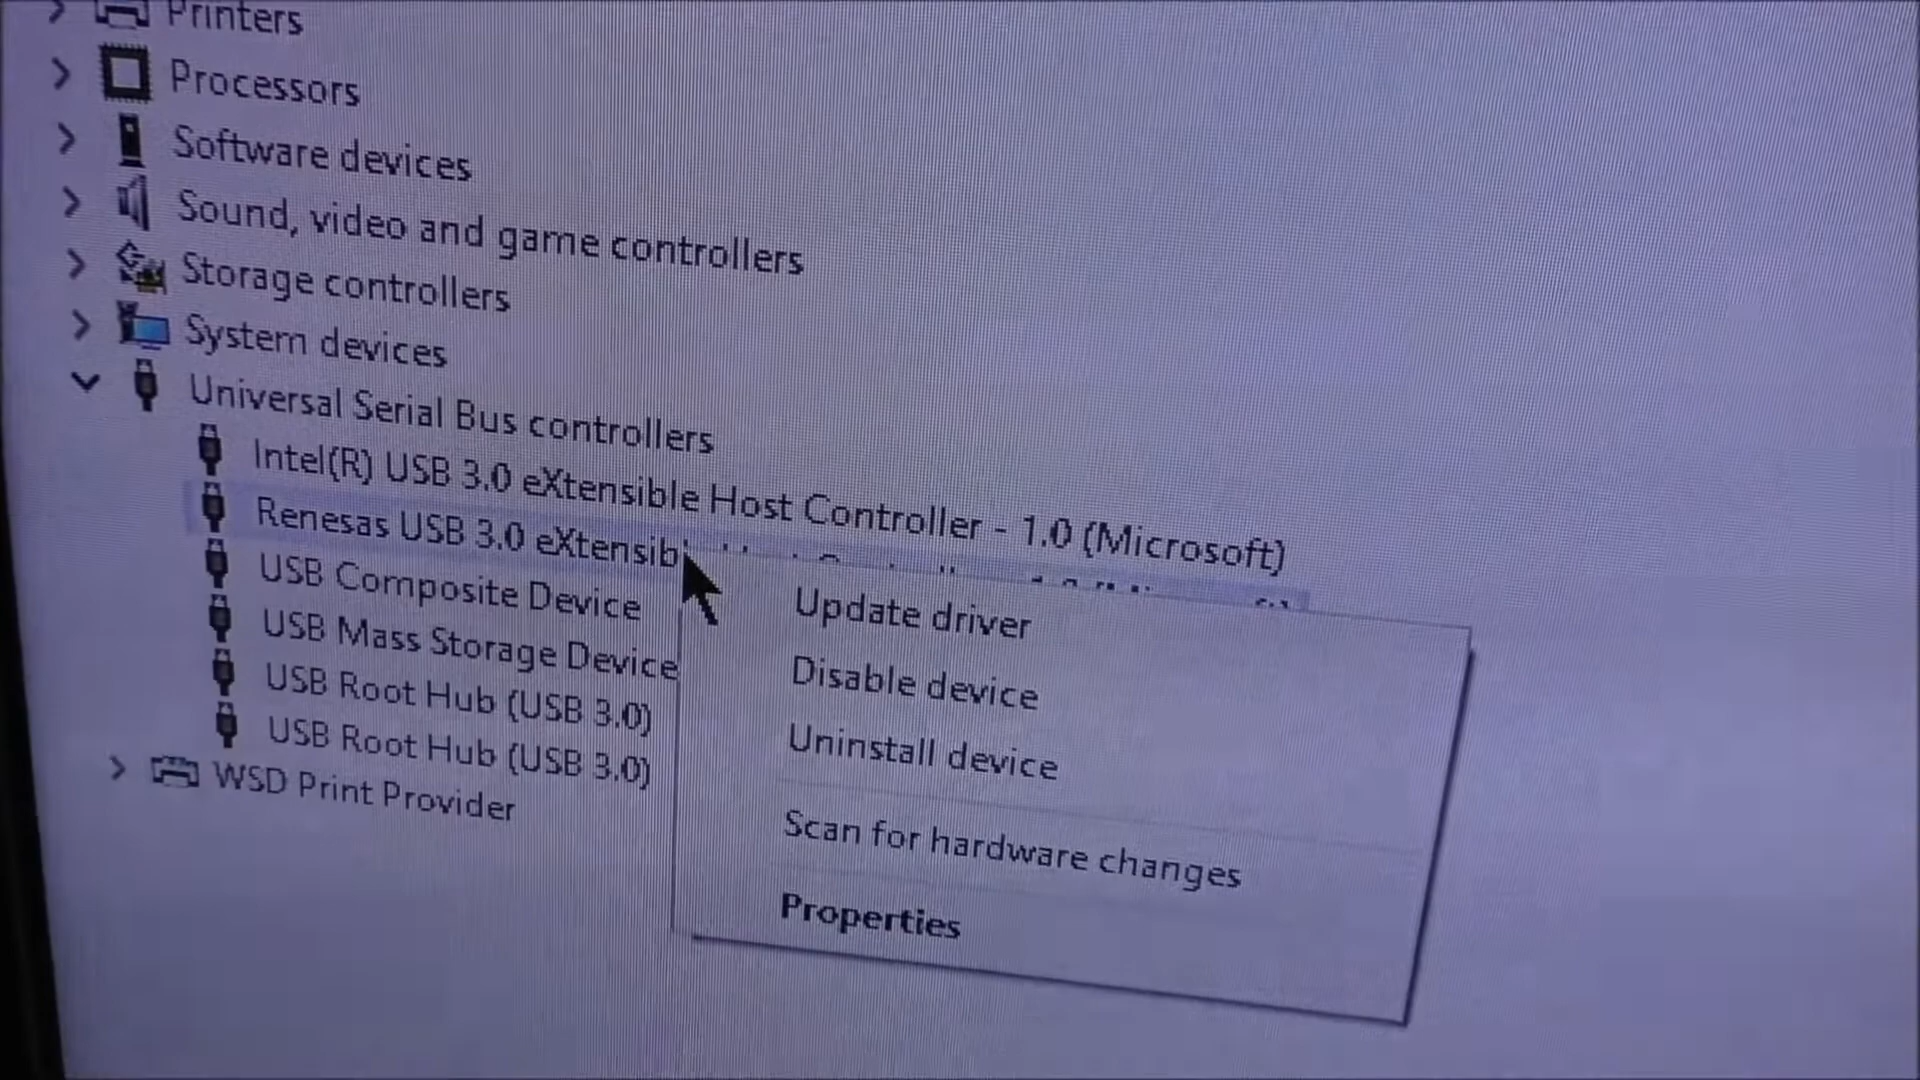 Printers
Processors
Software devices
Sound, video and game controllers
Storage controllers
System devices
Universal Serial Bus controllers
Intel(R) USB 3.0 eXtensible Host Controller - 1.0 (Microsoft)
Renesas USB 3.0 eXtensib
USB Composite Device
USB Mass Storage Device
USB Root Hub (USB 3.0)
USB Root Hub (USB 3.0)
WSD Print Provider
Update driver
Disable device
Uninstall device
Scan for hardware changes
Properties